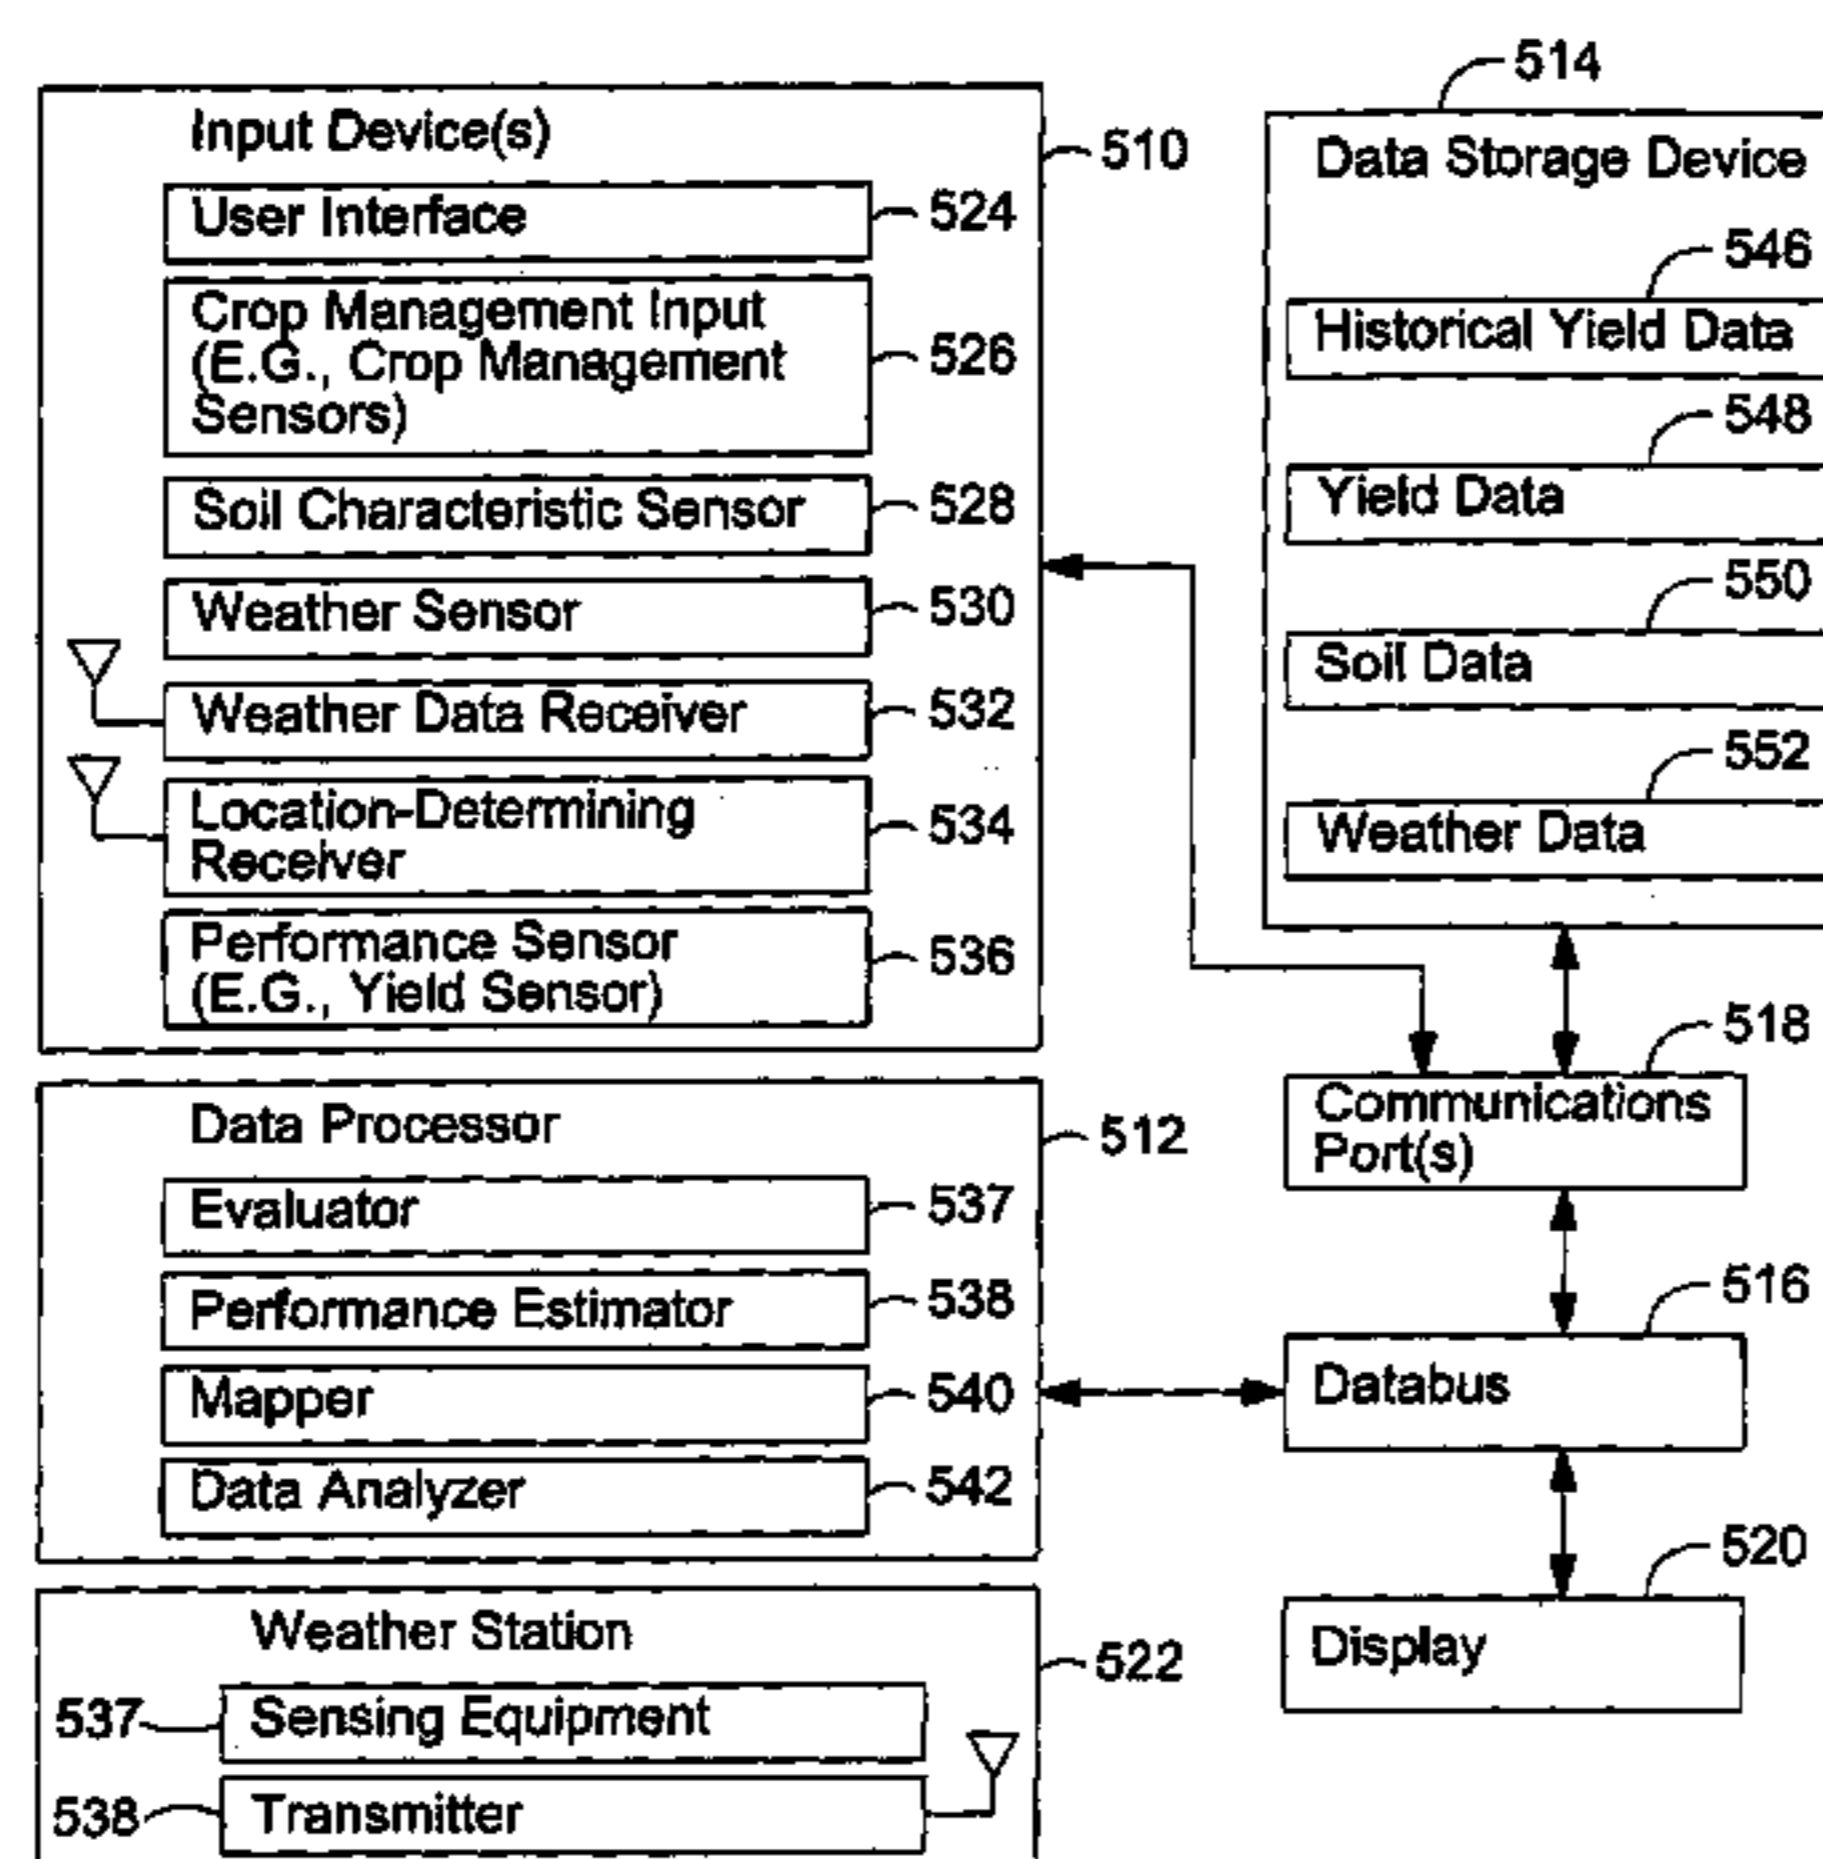 Input Device(s)
510
User Interface
524
Crop Management Input
(E.G., Crop Management
Sensors)
526
Soil Characteristic Sensor
528
Weather Sensor
530
Weather Data Receiver
532
Location-Determining
Receiver
534
Performance Sensor
(E.G., Yield Sensor)
536
Data Processor
512
Evaluator
537
Performance Estimator
538
Mapper
540
Data Analyzer
542
Weather Station
522
537
Sensing Equipment
538
Transmitter
514
Data Storage Device
546
Historical Yield Data
548
Yield Data
550
Soil Data
552
Weather Data
518
Communications
Port(s)
516
Databus
520
Display